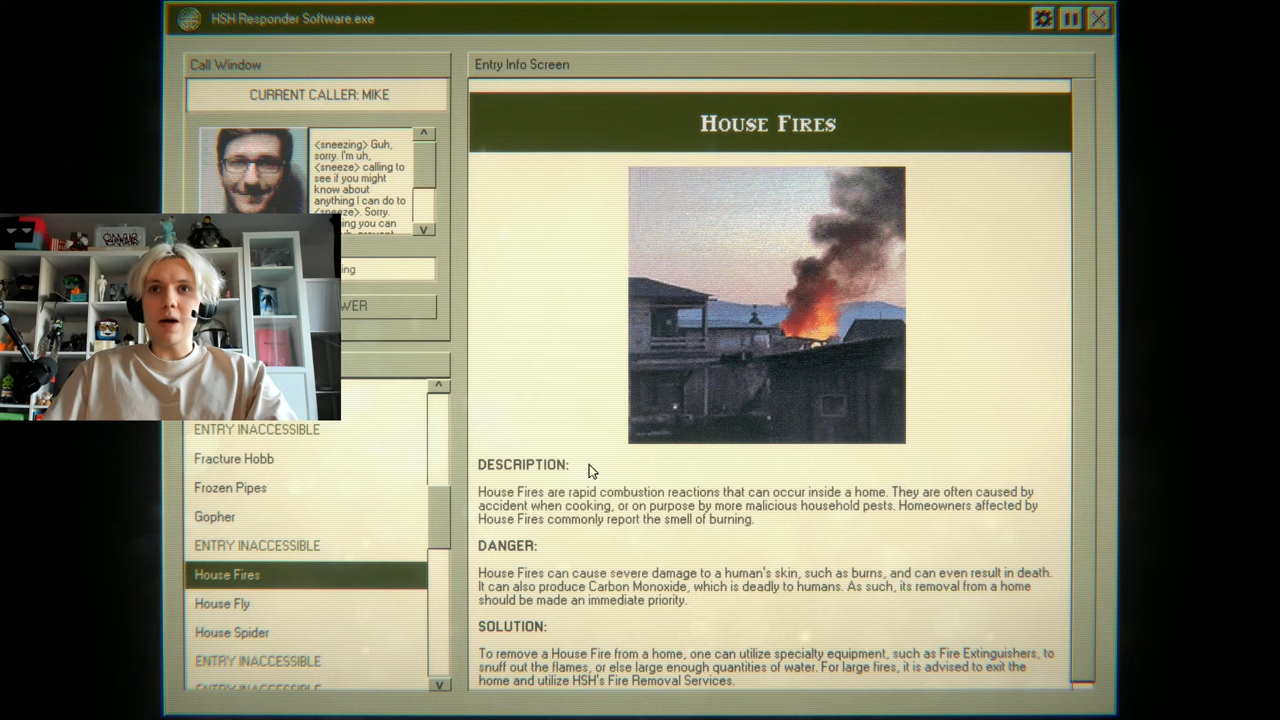 HSH Responder Software.exe
Call Window
CURRENT CALLER: MIKE
<sneezing> Guh,
sorry. I'm uh,
<sneeze> calling to
see if you might
know about
anything I can do to
<sneeze>. Sorry.
you can
ENTRY INACCESSIBLE
Fracture Hobb
Frozen Pipes
Gopher
ENTRY INACCESSIBLE
House Fires
House Fly
House Spider
ENTRY INACCESSIBLE
Entry Info Screen
House Fires
DESCRIPTION:
House Fires are rapid combustion reactions that can occur inside a home. They are often caused by
accident when cooking, or on purpose by more malicious household pests. Homeowners affected by
House Fires commonly report the smell of burning.
DANGER:
House Fires can cause severe damage to a human's skin, such as burns, and can even result in death.
It can also produce Carbon Monoxide, which is deadly to humans. As such, its removal from a home
should be made an immediate priority.
SOLUTION:
To remove a House Fire from a home, one can utilize specialty equipment, such as Fire Extinguishers, to
snuff out the flames, or else large enough quantities of water. For large fires, it is advised to exit the
home and utilize HSH's Fire Removal Services.